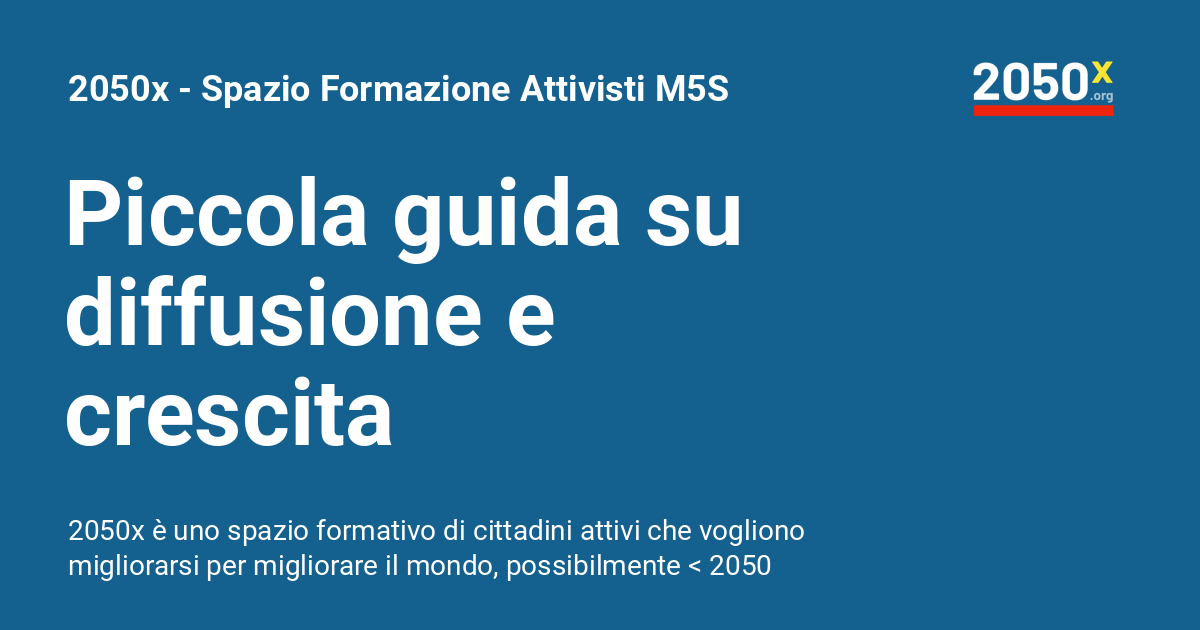 2050x - Spazio Formazione Attivisti M5S
2050x
.org
Piccola guida su
diffusione e
crescita
2050x è uno spazio formativo di cittadini attivi che vogliono
migliorarsi per migliorare il mondo, possibilmente < 2050